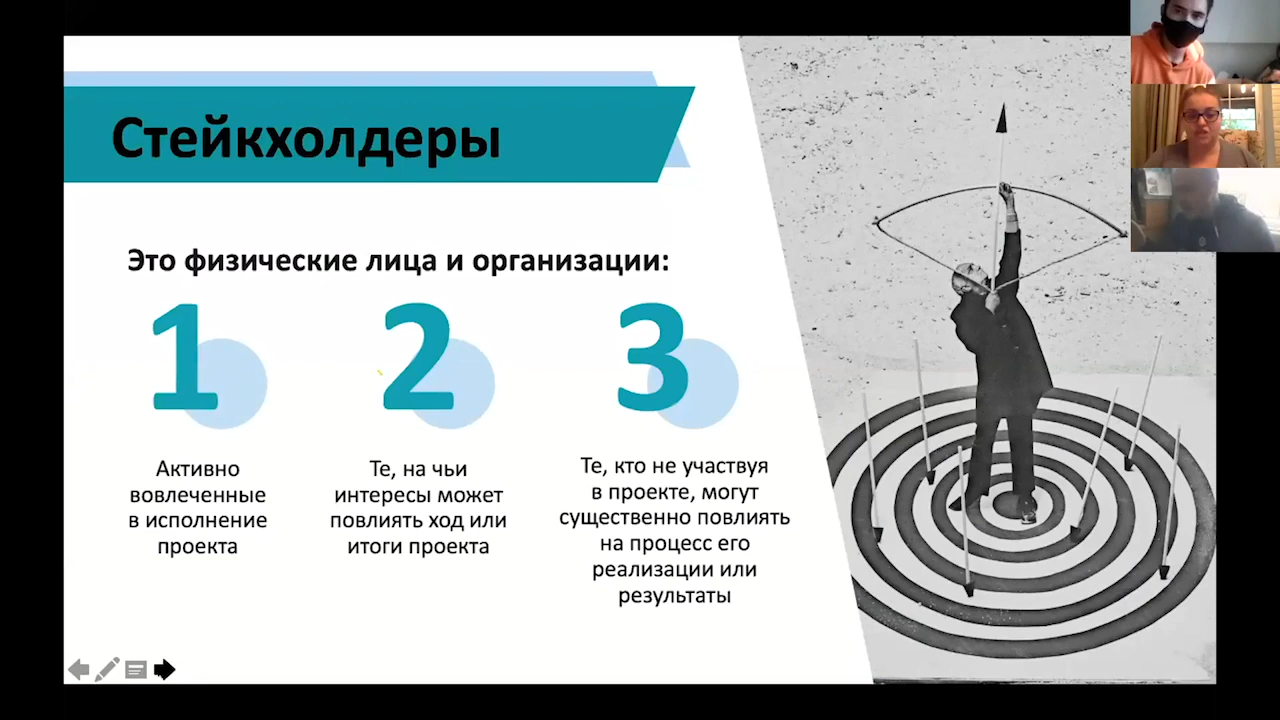 Стейкхолдеры
Это физические лица и организации:
1
2
3
Активно
вовлеченные
в исполнение
проекта
Те, на чьи
интересы может
повлиять ход или
итоги проекта
Те, кто не участвуя
в проекте, могут
существенно повлиять
на процесс его
реализации или
результаты